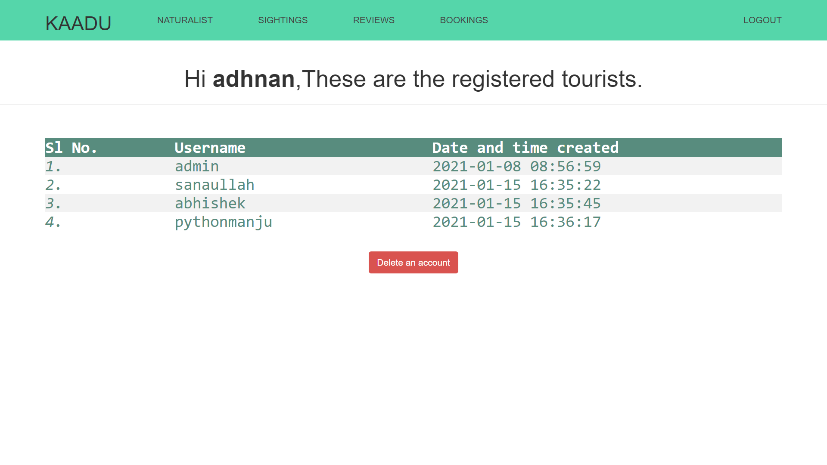 KAADU NATURALIST SIGHTINGS REVIEWS BOOKINGS LOGOUT
Hi adhnan,These are the registered tourists.
Sl No. Username Date and time created
1. admin 2021-01-08 08:56:59
2. sanaullah 2021-01-15 16:35:22
3. abhishek 2021-01-15 16:35:45
4. pythonmanju 2021-01-15 16:36:17
Delete an account